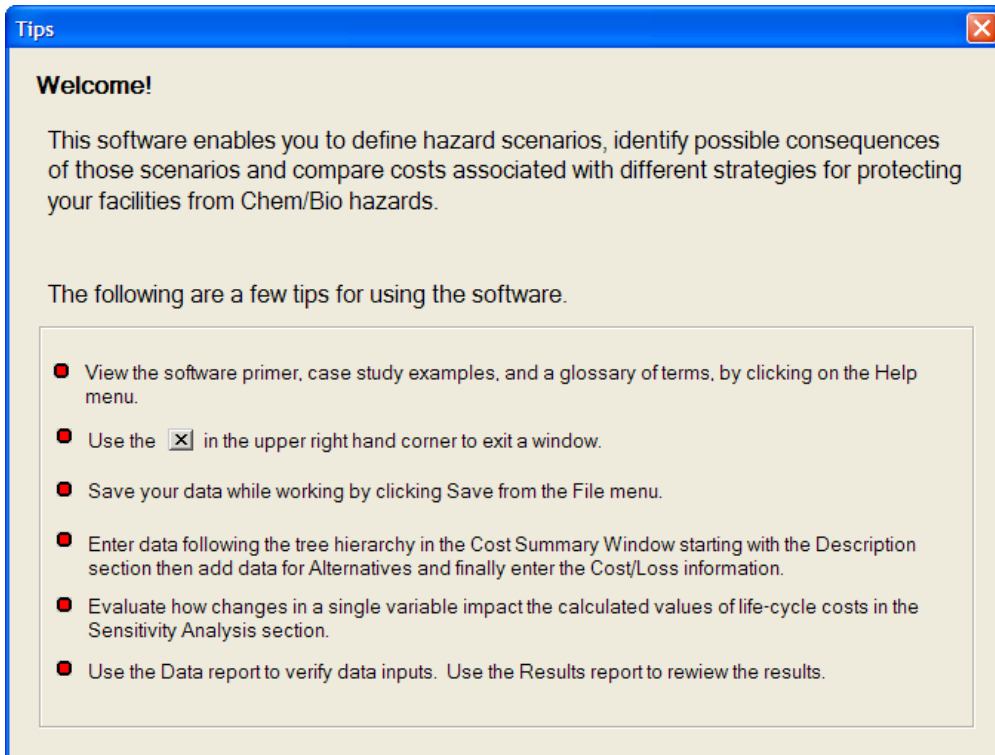 Tips
Welcome!
This software enables you to define hazard scenarios, identify possible consequences
of those scenarios and compare costs associated with different strategies for protecting
your facilities from Chem/Bio hazards.
The following are a few tips for using the software.
View the software primer, case study examples, and a glossary of terms, by clicking on the Help
menu.
Use the X in the upper right hand corner to exit a window.
Save your data while working by clicking Save from the File menu.
Enter data following the tree hierarchy in the Cost Summary Window starting with the Description
section then add data for Alternatives and finally enter the Cost/Loss information.
Evaluate how changes in a single variable impact the calculated values of life-cycle costs in the
Sensitivity Analysis section.
Use the Data report to verify data inputs.  Use the Results report to rewiew the results.